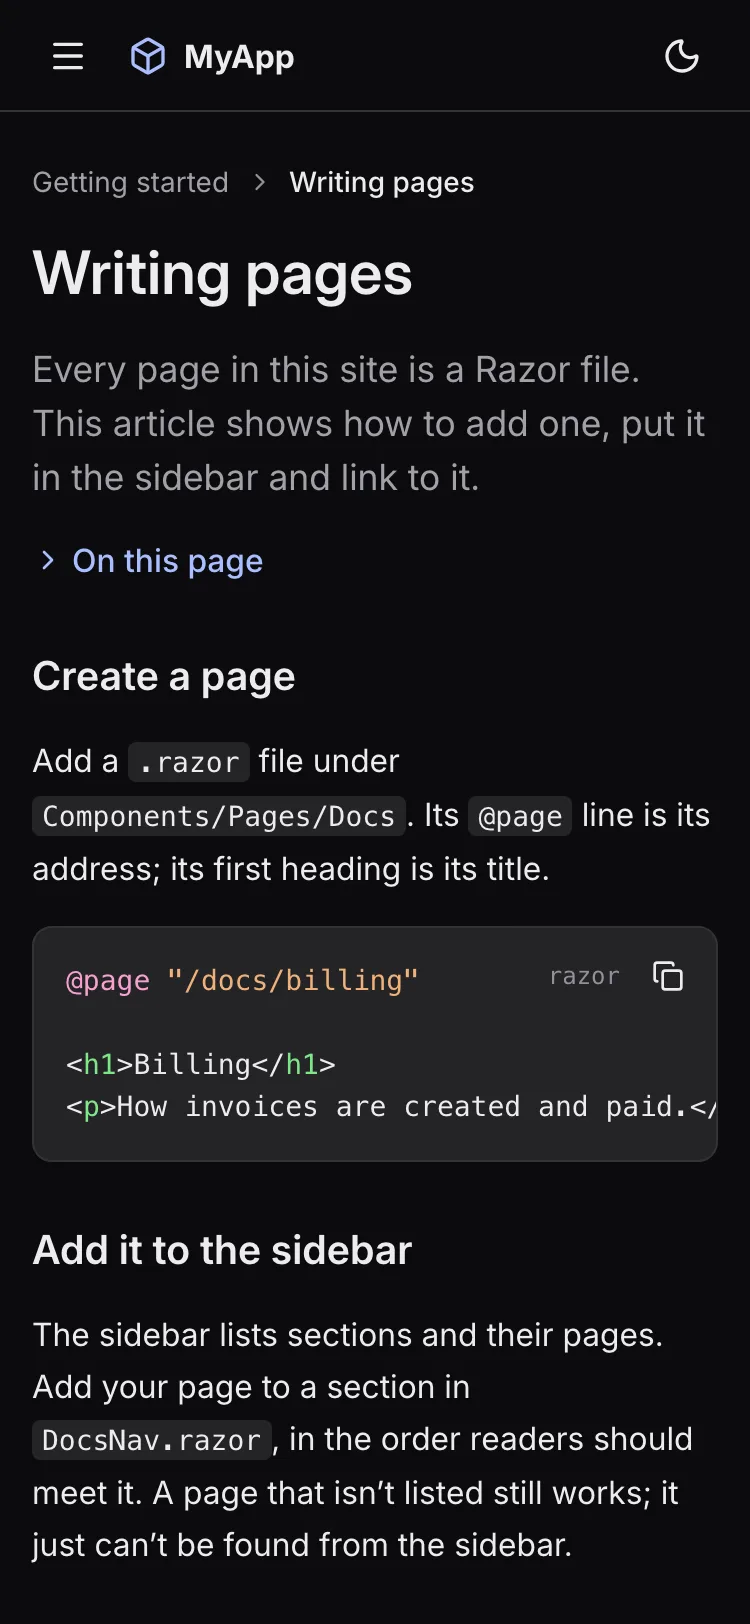 MyApp
Getting started > Writing pages
Writing pages
Every page in this site is a Razor file.
This article shows how to add one, put it
in the sidebar and link to it.
On this page
Create a page
Add a .razor file under
Components/Pages/Docs. Its @page line is its
address; its first heading is its title.
@page "/docs/billing" razor
<h1>Billing</h1>
<p>How invoices are created and paid.</
Add it to the sidebar
The sidebar lists sections and their pages.
Add your page to a section in
DocsNav.razor, in the order readers should
meet it. A page that isn’t listed still works; it
just can’t be found from the sidebar.